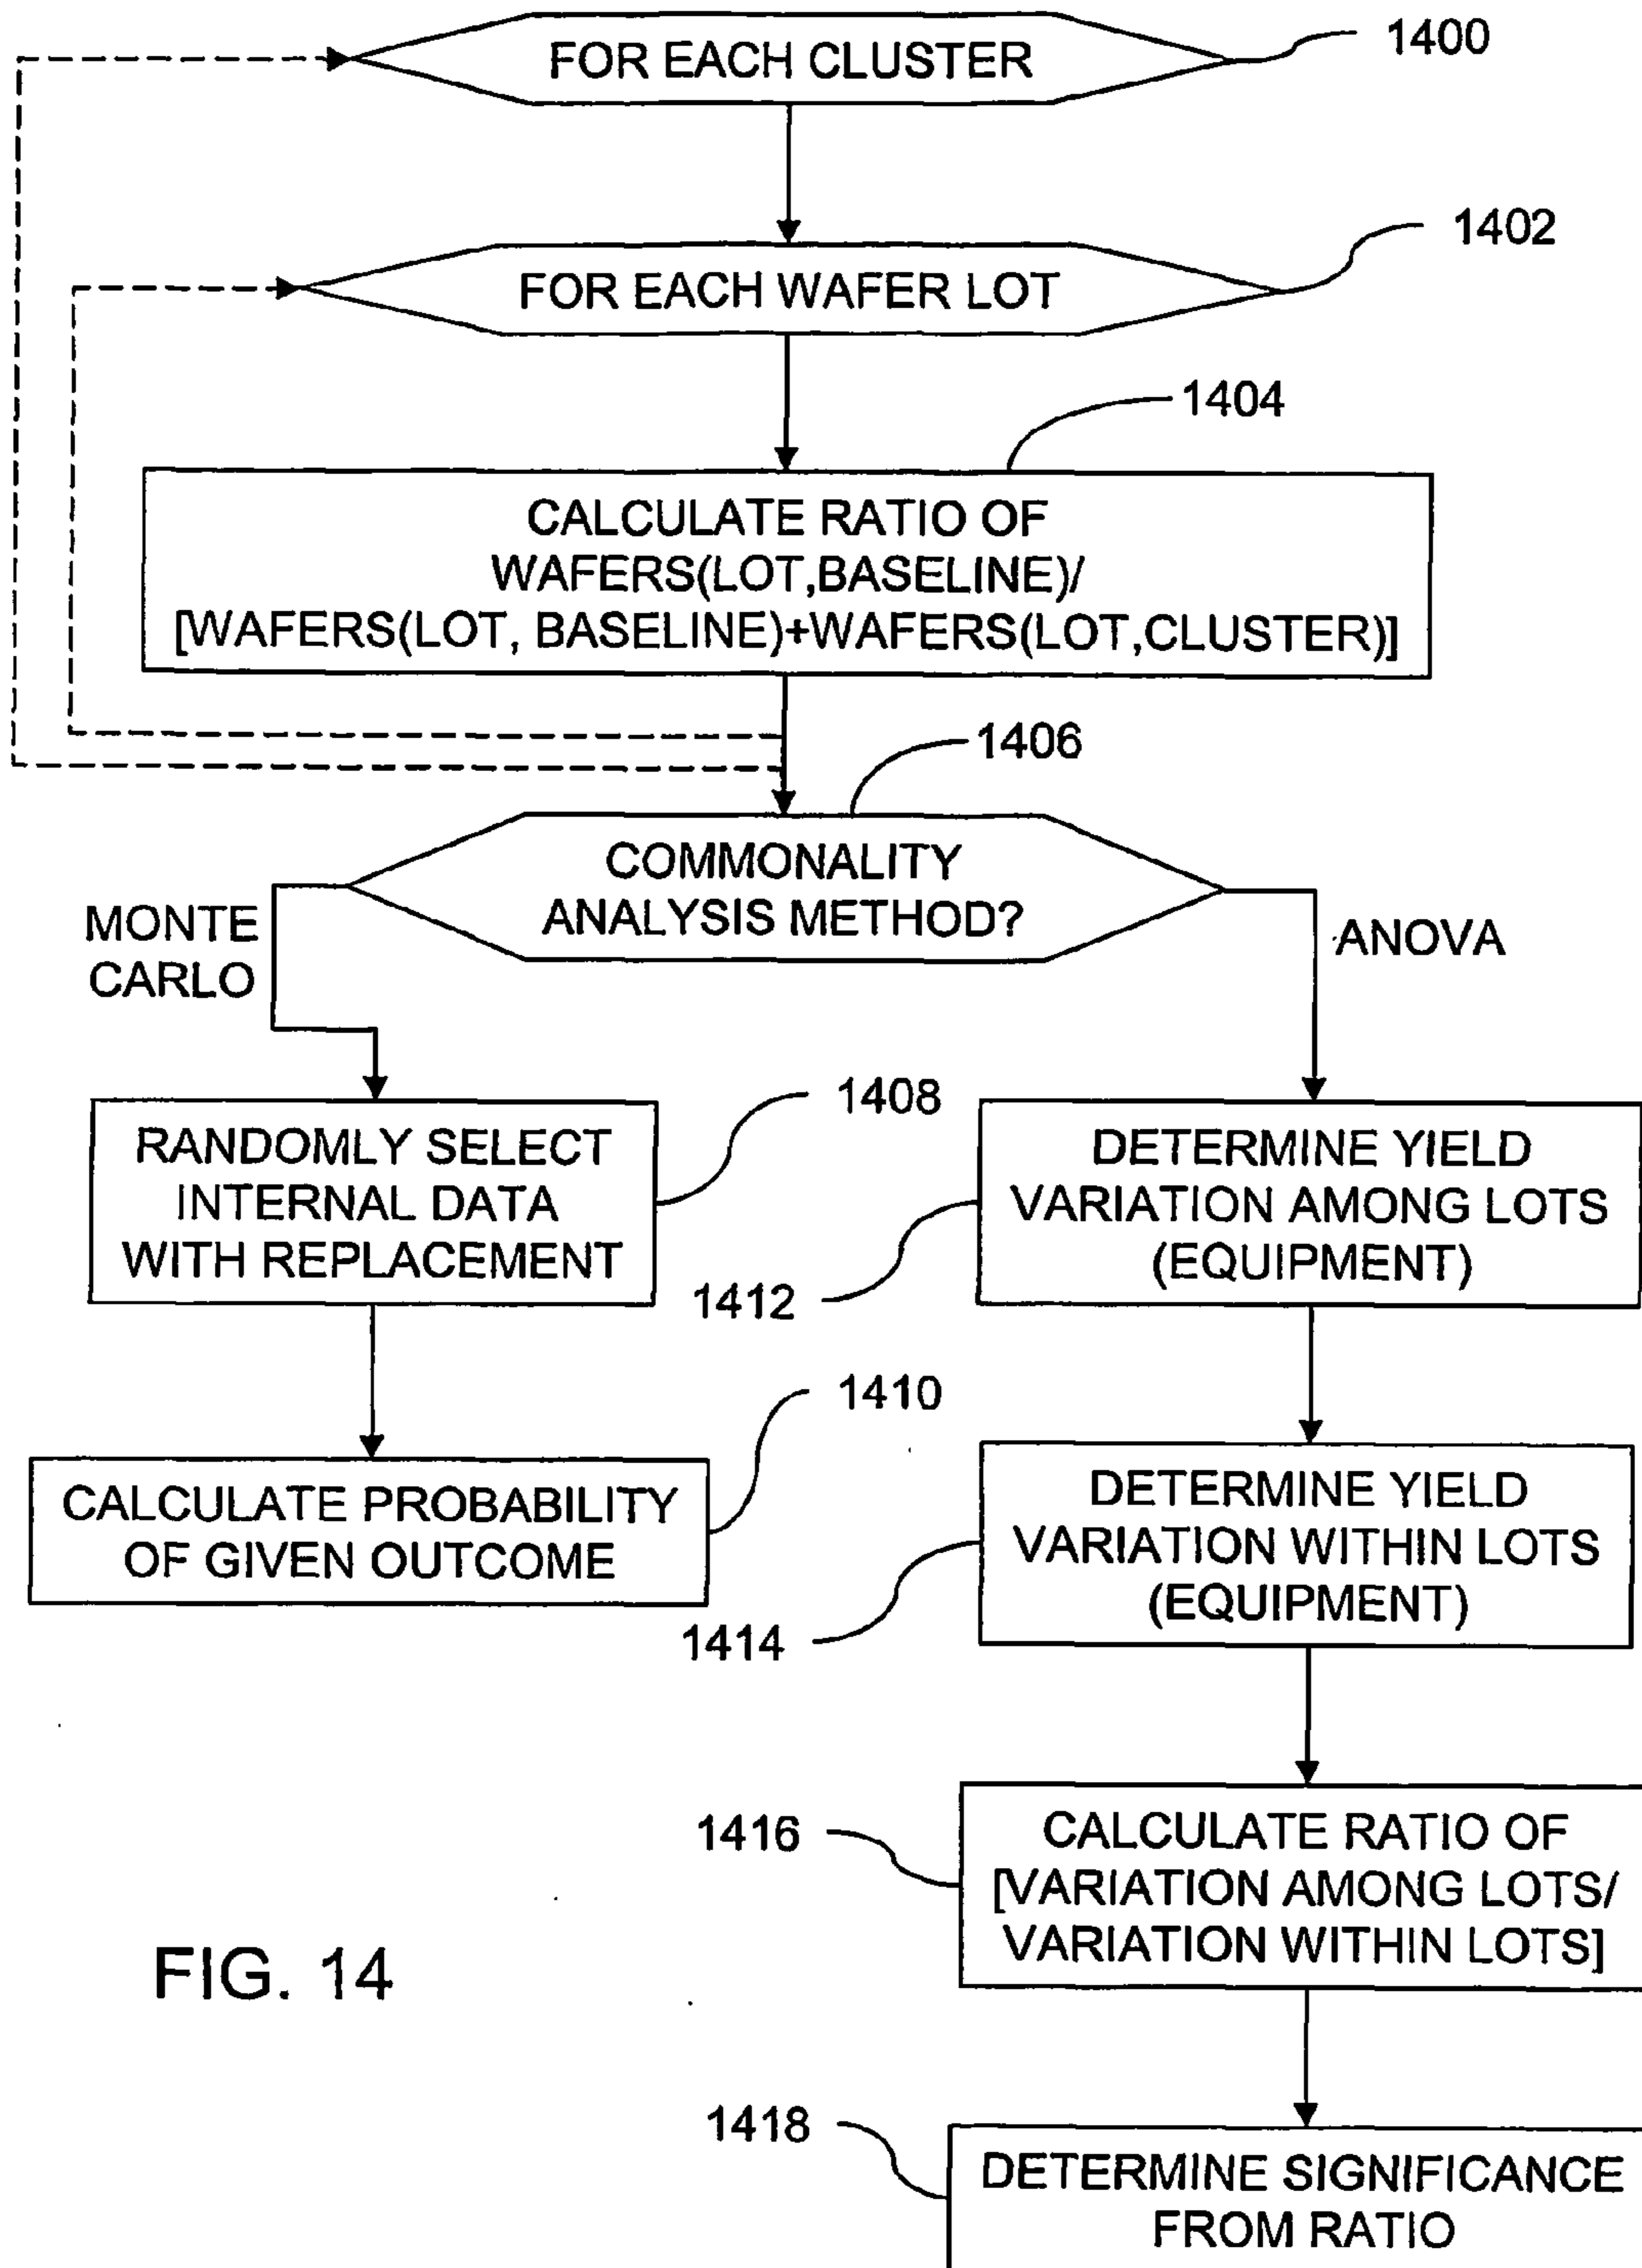 FOR EACH CLUSTER
1400
FOR EACH WAFER LOT
1402
1404
CALCULATE RATIO OF
WAFERS(LOT,BASELINE)/
[WAFERS(LOT, BASELINE)+WAFERS(LOT,CLUSTER)]
1406
COMMONALITY
ANALYSIS METHOD?
MONTE
CARLO
ANOVA
1408
RANDOMLY SELECT
INTERNAL DATA
WITH REPLACEMENT
1410
CALCULATE PROBABILITY
OF GIVEN OUTCOME
DETERMINE YIELD
VARIATION AMONG LOTS
(EQUIPMENT)
1412
DETERMINE YIELD
VARIATION WITHIN LOTS
(EQUIPMENT)
1414
1416
CALCULATE RATIO OF
[VARIATION AMONG LOTS/
VARIATION WITHIN LOTS]
1418
DETERMINE SIGNIFICANCE
FROM RATIO
FIG. 14